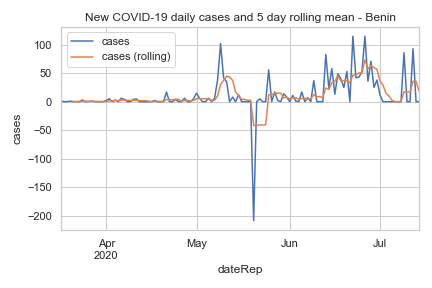 New COVID-19 daily cases and 5 day rolling mean - Benin
cases
cases (rolling)
100
50
0
−50
−100
−150
−200
cases
Apr
2020
May
Jun
Jul
dateRep